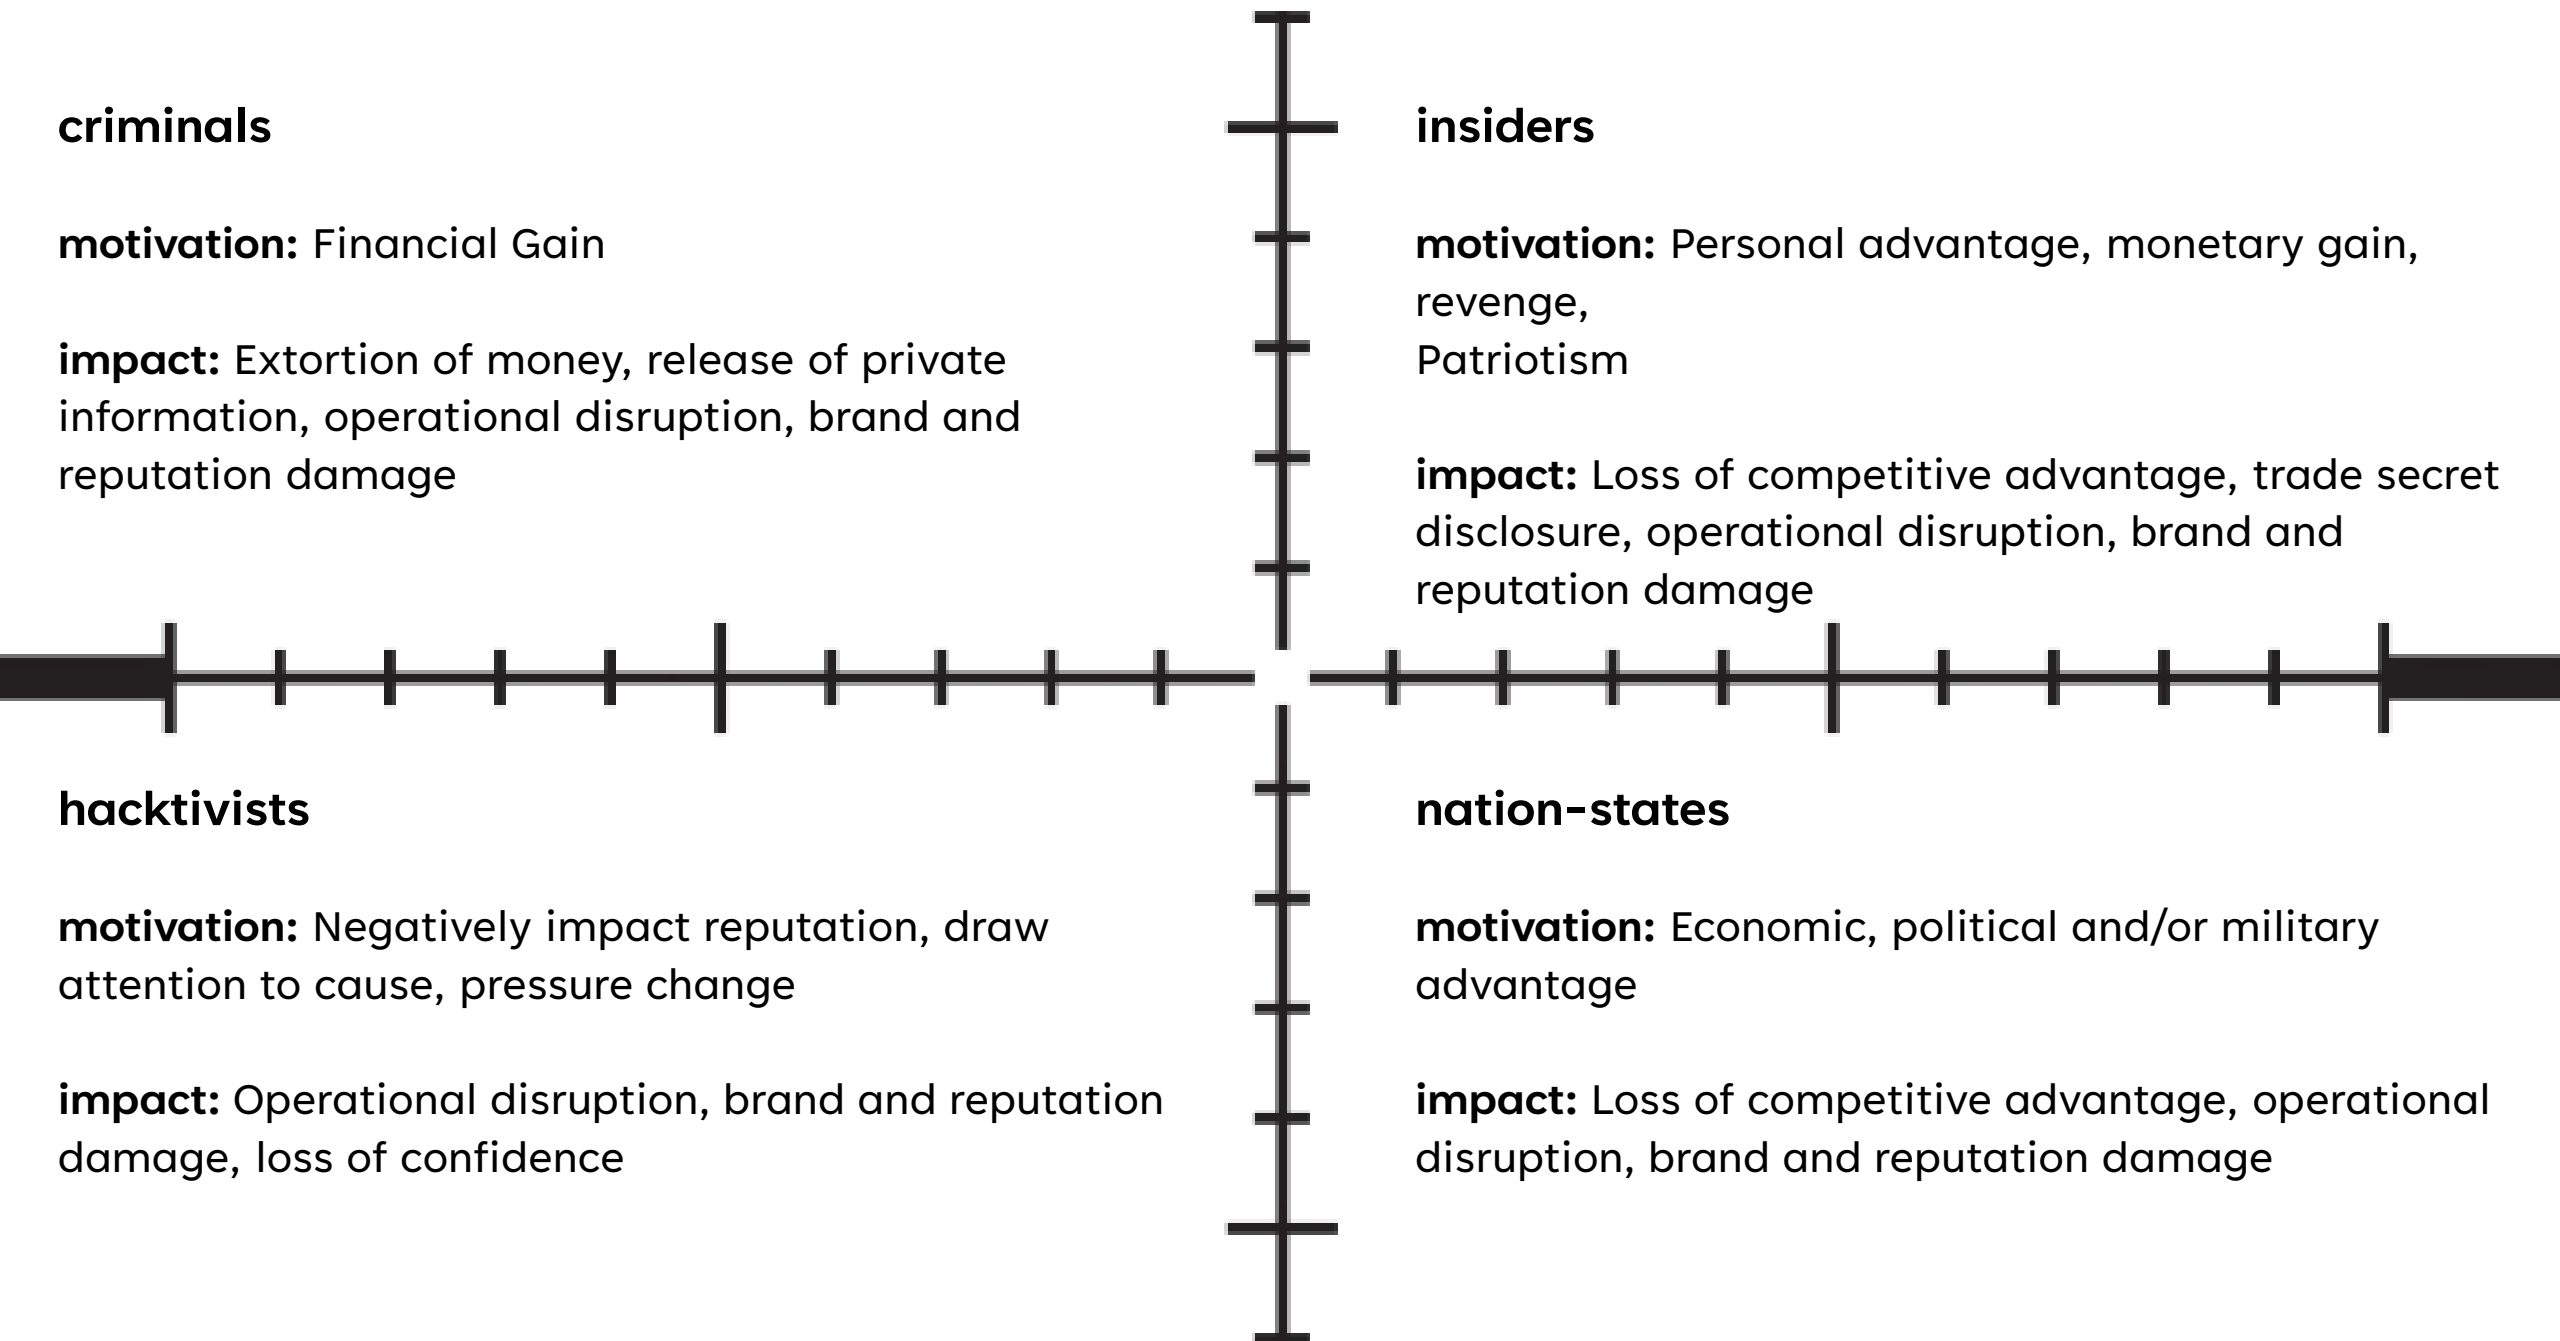 criminals
motivation: Financial Gain
impact: Extortion of money, release of private
information, operational disruption, brand and
reputation damage
insiders
motivation: Personal advantage, monetary gain,
revenge,
Patriotism
impact: Loss of competitive advantage, trade secret
disclosure, operational disruption, brand and
reputation damage
hacktivists
motivation: Negatively impact reputation, draw
attention to cause, pressure change
impact: Operational disruption, brand and reputation
damage, loss of confidence
nation-states
motivation: Economic, political and/or military
advantage
impact: Loss of competitive advantage, operational
disruption, brand and reputation damage